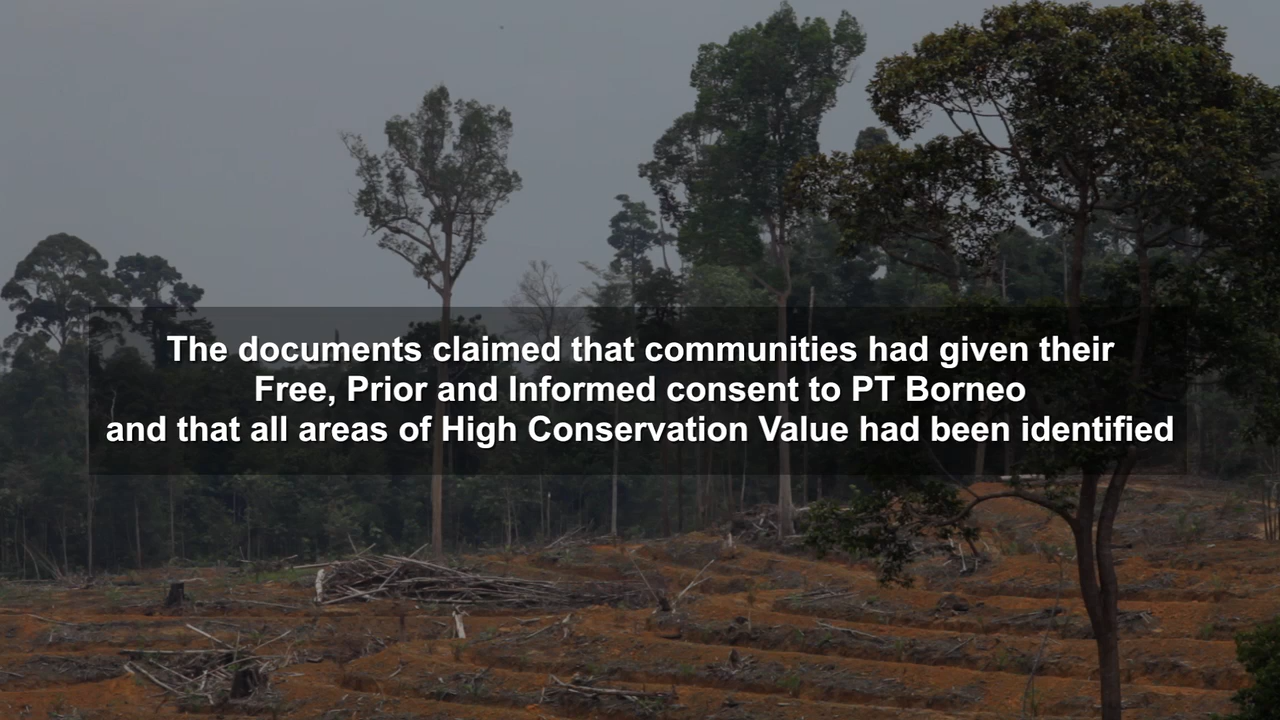 The documents claimed that communities had given their
Free, Prior and Informed consent to PT Borneo
and that all areas of High Conservation Value had been identified